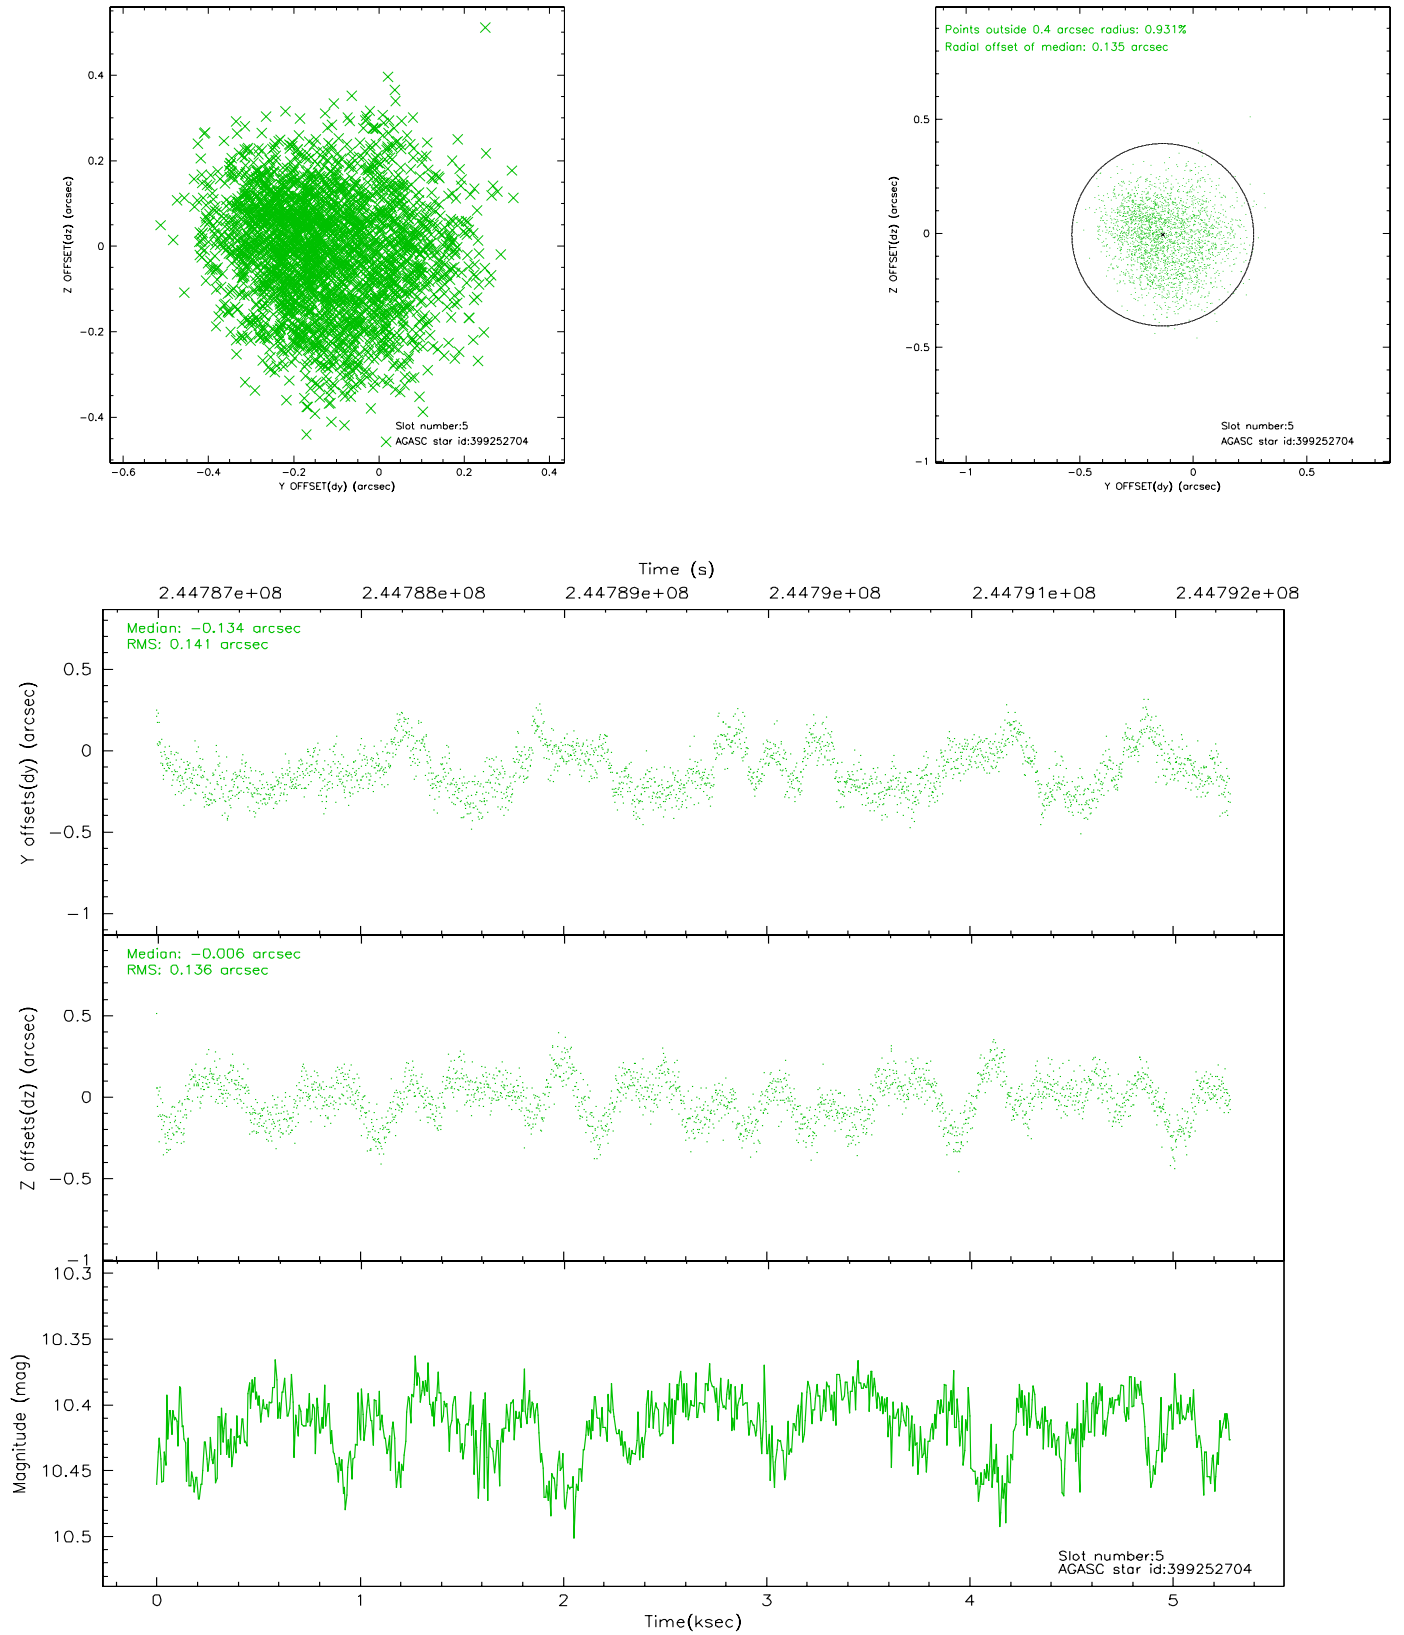 0.4
0.2
0
−0.2
−0.4
Z OFFSET(dz) (arcsec)
Slot number:5
AGASC star id:399252704
−0.6 −0.4 −0.2 0 0.2 0.4
Y OFFSET(dy) (arcsec)
Points outside 0.4 arcsec radius: 0.931%
Radial offset of median: 0.135 arcsec
0.5
0
−0.5
−1
Z OFFSET(dz) (arcsec)
Slot number:5
AGASC star id:399252704
−1 −0.5 0 0.5
Y OFFSET(dy) (arcsec)
Time (s)
2.44787e+08 2.44788e+08 2.44789e+08 2.4479e+08 2.44791e+08 2.44792e+08
Median: −0.134 arcsec
RMS: 0.141 arcsec
0.5
0
−0.5
−1
Y offsets(dy) (arcsec)
Median: −0.006 arcsec
RMS: 0.136 arcsec
0.5
0
−0.5
−1
Z offsets(dz) (arcsec)
10.3
10.35
10.4
10.45
10.5
Magnitude (mag)
Slot number:5
AGASC star id:399252704
0 1 2 3 4 5
Time(ksec)